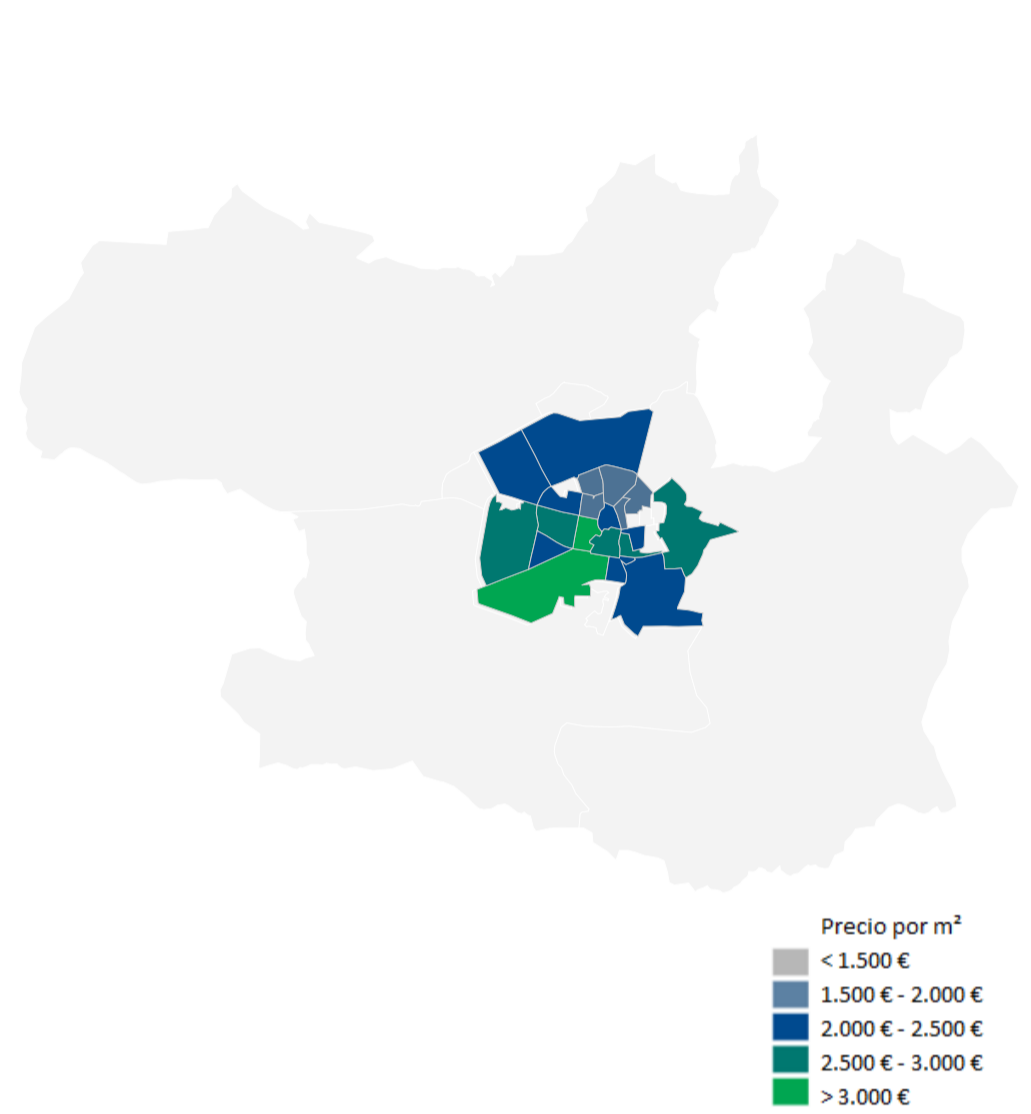 Precio por m²
< 1.500 €
1.500 € - 2.000 €
2.000 € - 2.500 €
2.500 € - 3.000 €
> 3.000 €